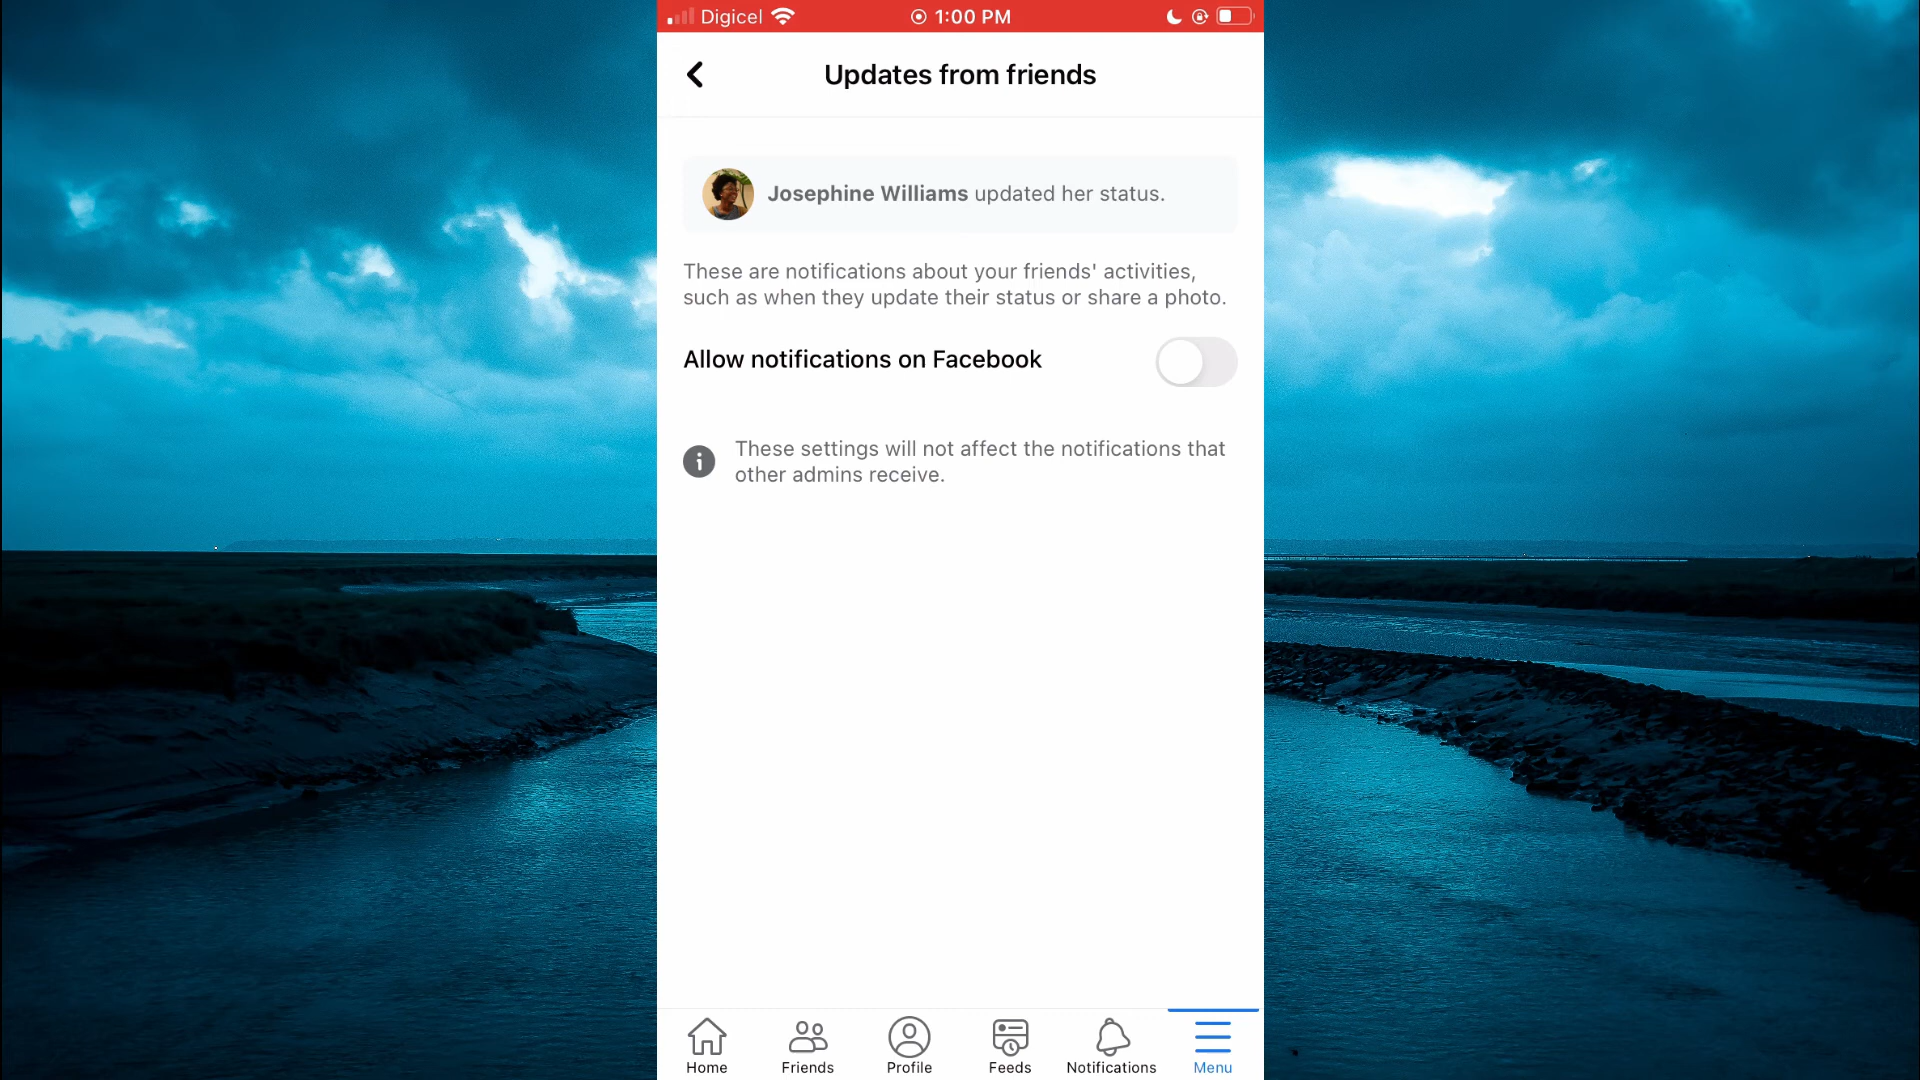 Digicel 1:00 PM
Updates from friends
Josephine Williams updated her status.
These are notifications about your friends' activities,
such as when they update their status or share a photo.
Allow notifications on Facebook
These settings will not affect the notifications that
other admins receive.
Home Friends Profile Feeds Notifications Menu